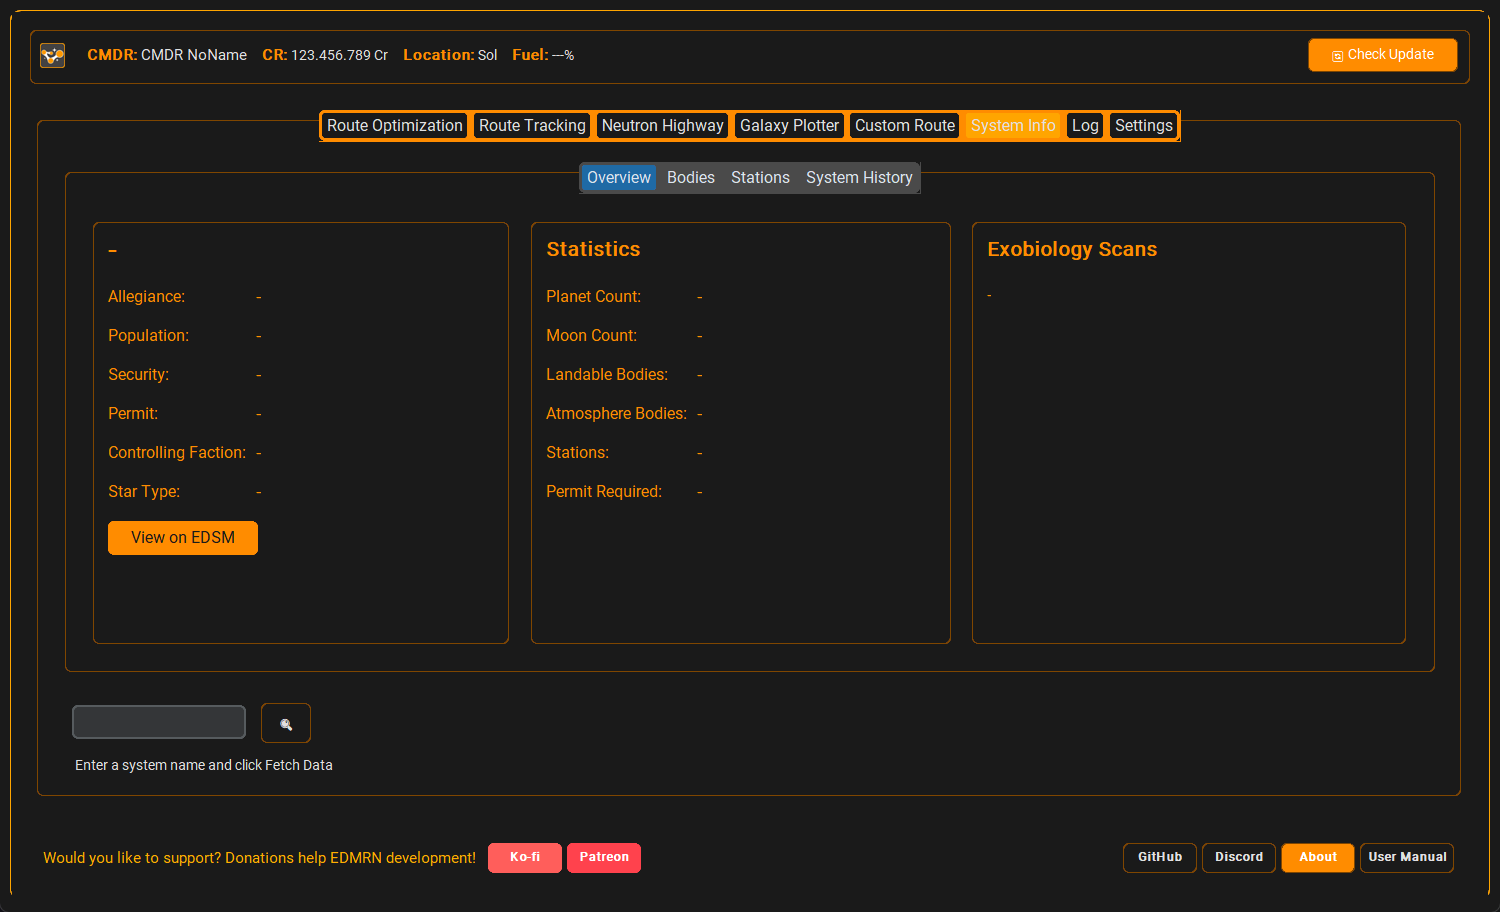 CMDR: CMDR NoName CR: 123.456.789 Cr Location: Sol Fuel: ---% Check Update
Route Optimization Route Tracking Neutron Highway Galaxy Plotter Custom Route System Info Log Settings
Overview Bodies Stations System History
–
Allegiance: -
Population: -
Security: -
Permit: -
Controlling Faction: -
Star Type: -
View on EDSM
Statistics
Planet Count: -
Moon Count: -
Landable Bodies: -
Atmosphere Bodies: -
Stations: -
Permit Required: -
Exobiology Scans
-
Enter a system name and click Fetch Data
Would you like to support? Donations help EDMRN development! Ko-fi Patreon GitHub Discord About User Manual